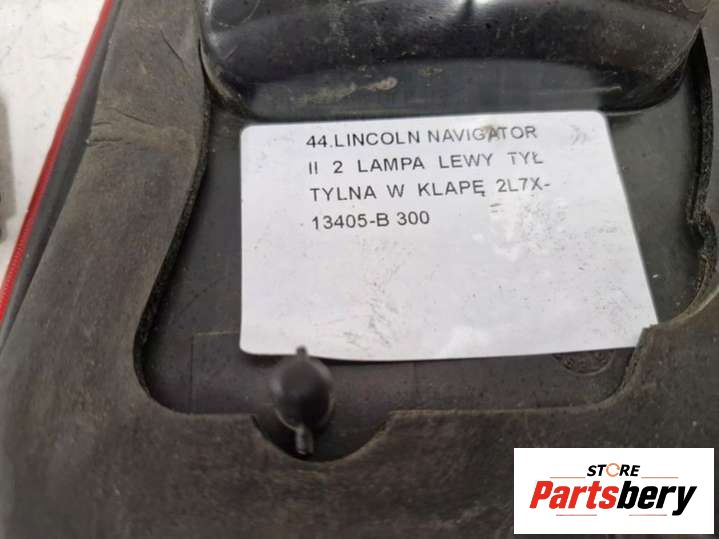 44.LINCOLN NAVIGATOR
II 2 LAMPA LEWY TYŁ
TYLNA W KLAPĘ 2L7X-
13405-B 300
STORE
Partsbery